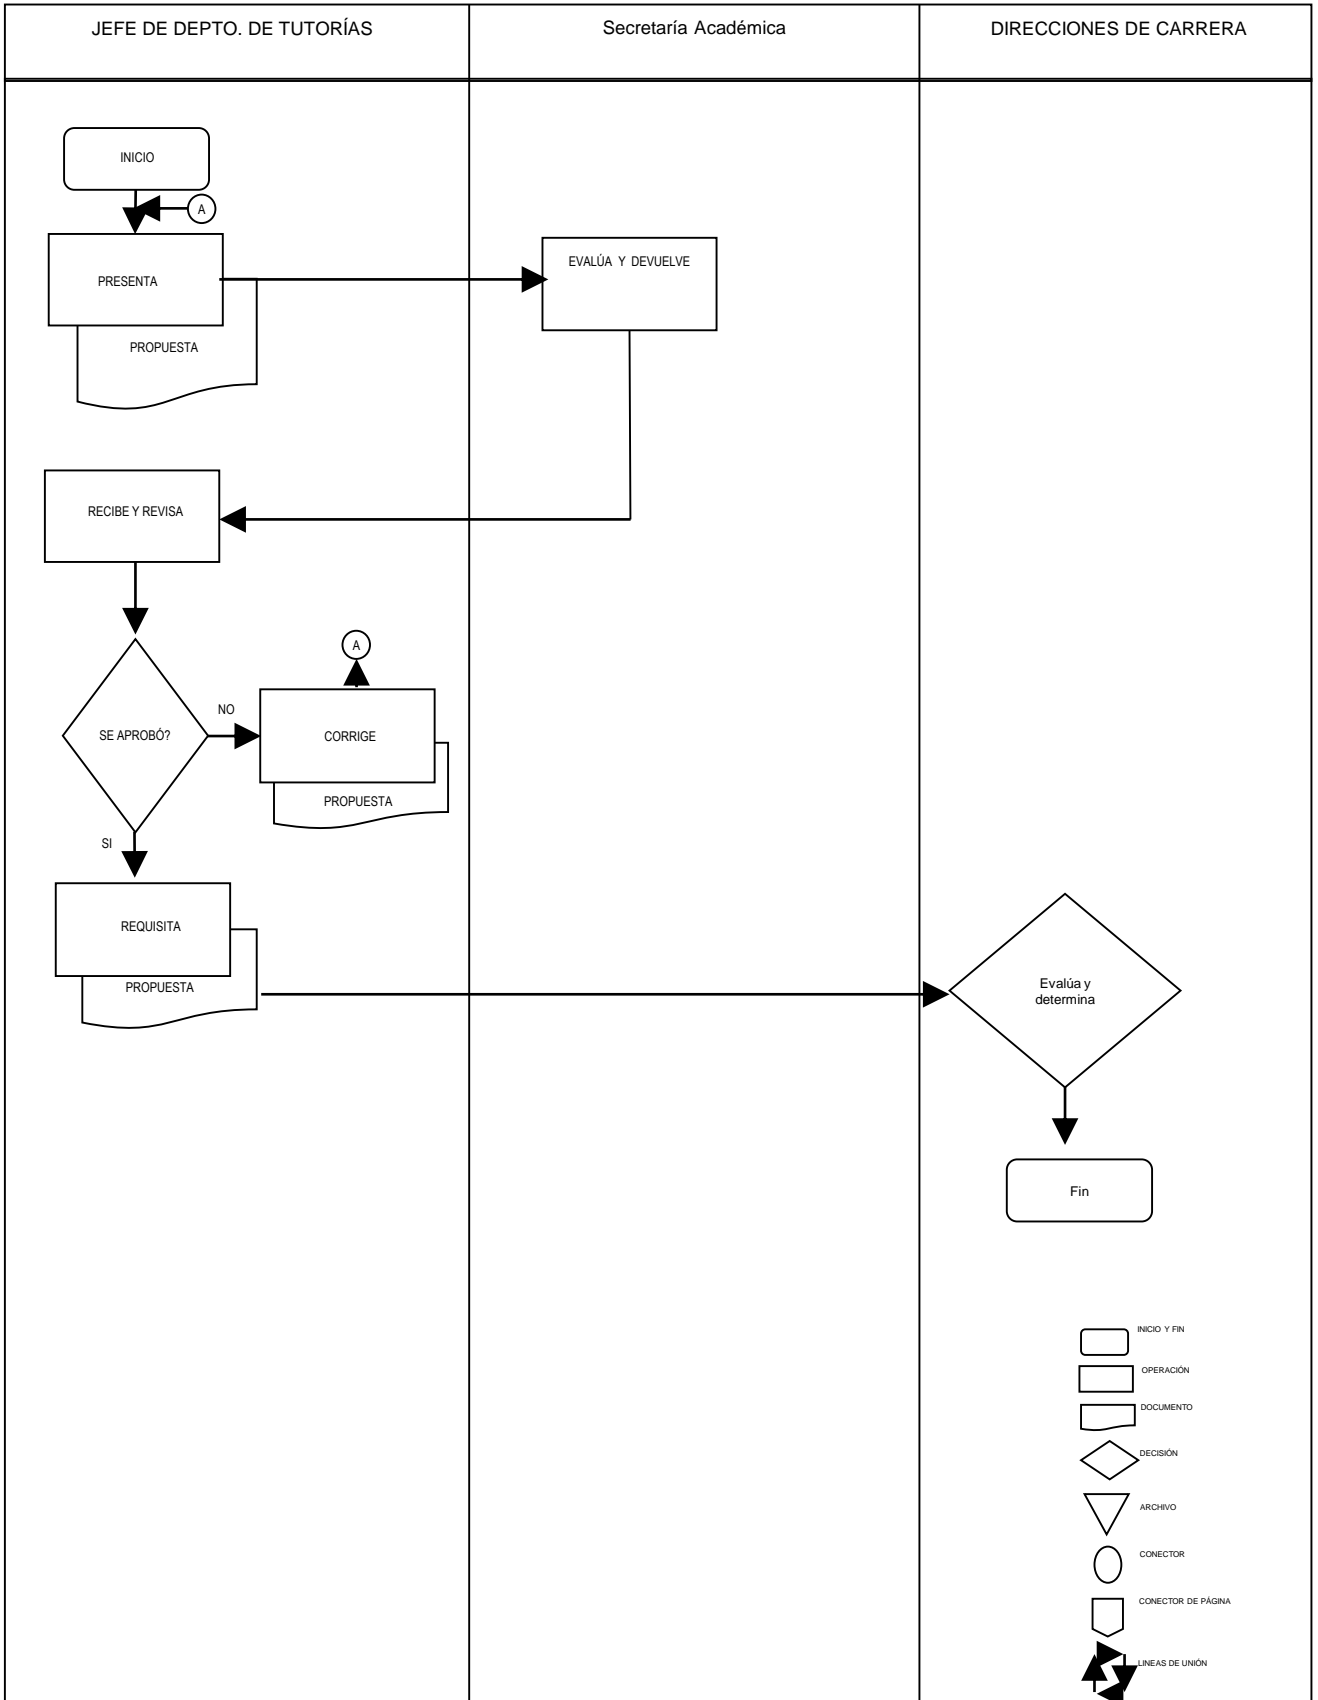 JEFE DE DEPTO. DE TUTORÍAS
Secretaría Académica
DIRECCIONES DE CARRERA
INICIO
A
PRESENTA
EVALÚA Y DEVUELVE
PROPUESTA
RECIBE Y REVISA
A
SE APROBÓ?
NO
CORRIGE
PROPUESTA
SI
REQUISITA
PROPUESTA
Evalúa y
determina
Fin
INICIO Y FIN
OPERACIÓN
DOCUMENTO
DECISIÓN
ARCHIVO
CONECTOR
CONECTOR DE PÁGINA
LINEAS DE UNIÓN